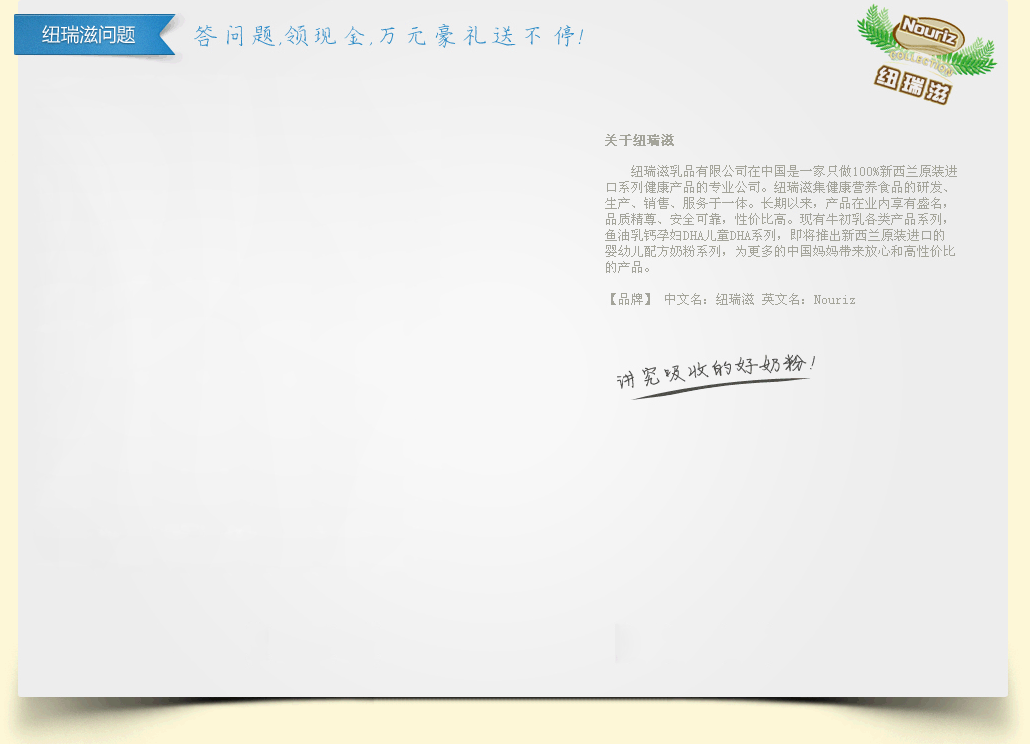 纽瑞滋问题
答问题,领现金,万元豪礼送不停!
Nouriz
COLLECTION
纽瑞滋
关于纽瑞滋
纽瑞滋乳品有限公司在中国是一家只做100%新西兰原装进
口系列健康产品的专业公司。纽瑞滋集健康营养食品的研发、
生产、销售、服务于一体。长期以来，产品在业内享有盛名，
品质精尊、安全可靠，性价比高。现有牛初乳各类产品系列，
鱼油乳钙孕妇DHA儿童DHA系列，即将推出新西兰原装进口的
婴幼儿配方奶粉系列，为更多的中国妈妈带来放心和高性价比
的产品。
【品牌】 中文名：纽瑞滋 英文名：Nouriz
讲究吸收的好奶粉!